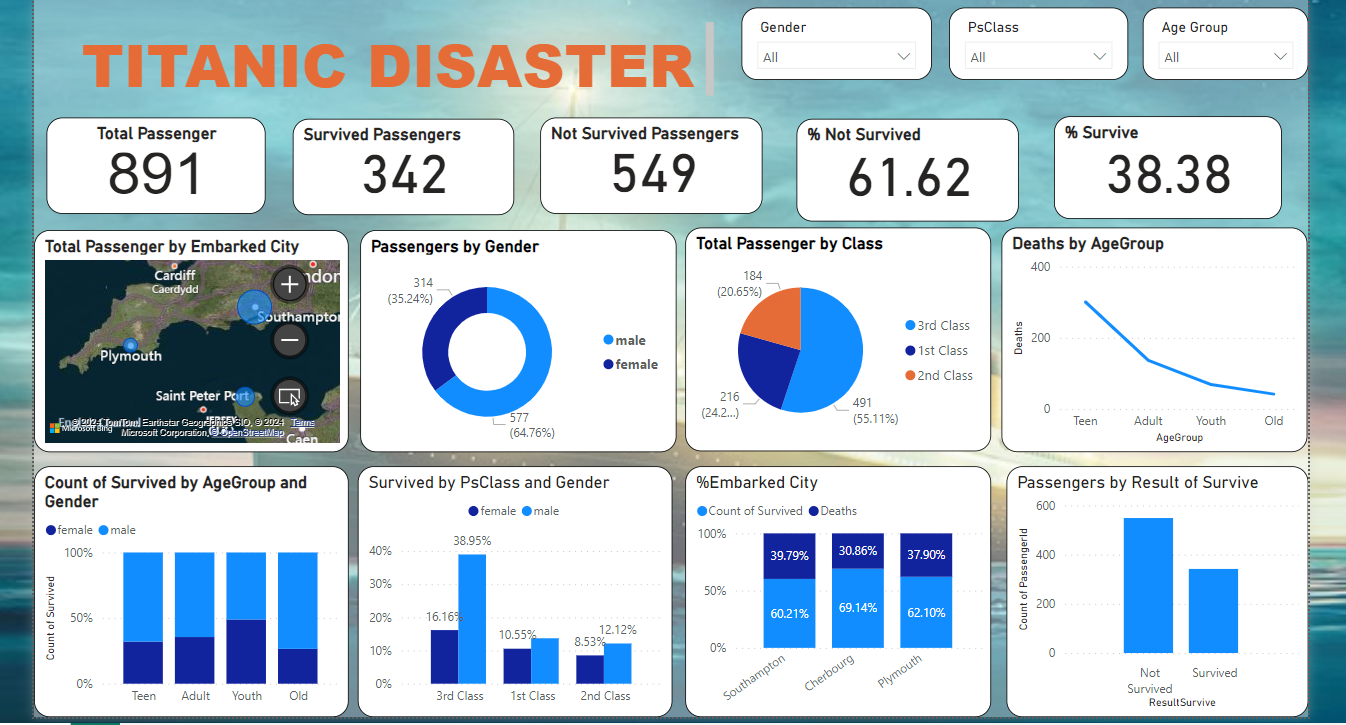 TITANIC DISASTER
Gender
All
PsClass
All
Age Group
All
Total Passenger
891
Survived Passengers
342
Not Survived Passengers
549
% Not Survived
61.62
% Survive
38.38
Total Passenger by Embarked City
Cardiff
Caerdydd
ndon
Southampton
Plymouth
Saint Peter Port
Caen
Microsoft Bing
© 2024 TomTom, Earthstar Geographics SIO, © 2024 Terms
Microsoft Corporation, © OpenStreetMap
Passengers by Gender
314
(35.24%)
577
(64.76%)
male
female
Total Passenger by Class
184
(20.65%)
216
(24.2...)
491
(55.11%)
3rd Class
1st Class
2nd Class
Deaths by AgeGroup
Deaths
400
200
0
Teen Adult Youth Old
AgeGroup
Count of Survived by AgeGroup and
Gender
female male
Count of Survived
100%
50%
0%
Teen Adult Youth Old
Survived by PsClass and Gender
female male
40%
30%
20%
10%
0%
16.16%
38.95%
10.55%
8.53%
12.12%
3rd Class 1st Class 2nd Class
%Embarked City
Count of Survived Deaths
100%
50%
0%
39.79% 30.86% 37.90%
60.21% 69.14% 62.10%
Southampton
Cherbourg
Plymouth
Passengers by Result of Survive
Count of PassengerId
600
400
200
0
Not
Survived
Survived
ResultSurvive